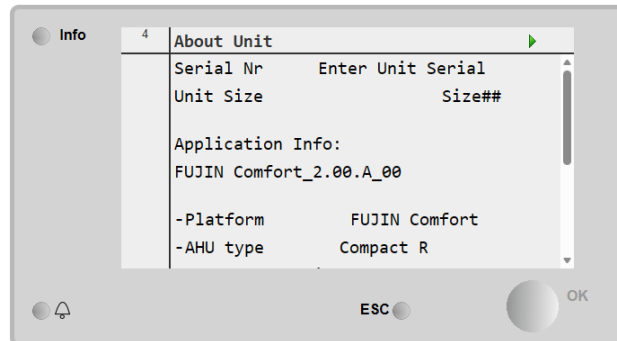 Info
4
About Unit
Serial Nr Enter Unit Serial
Unit Size Size##
Application Info:
FUJIN Comfort_2.00.A_00
-Platform FUJIN Comfort
-AHU type Compact R
ESC
OK